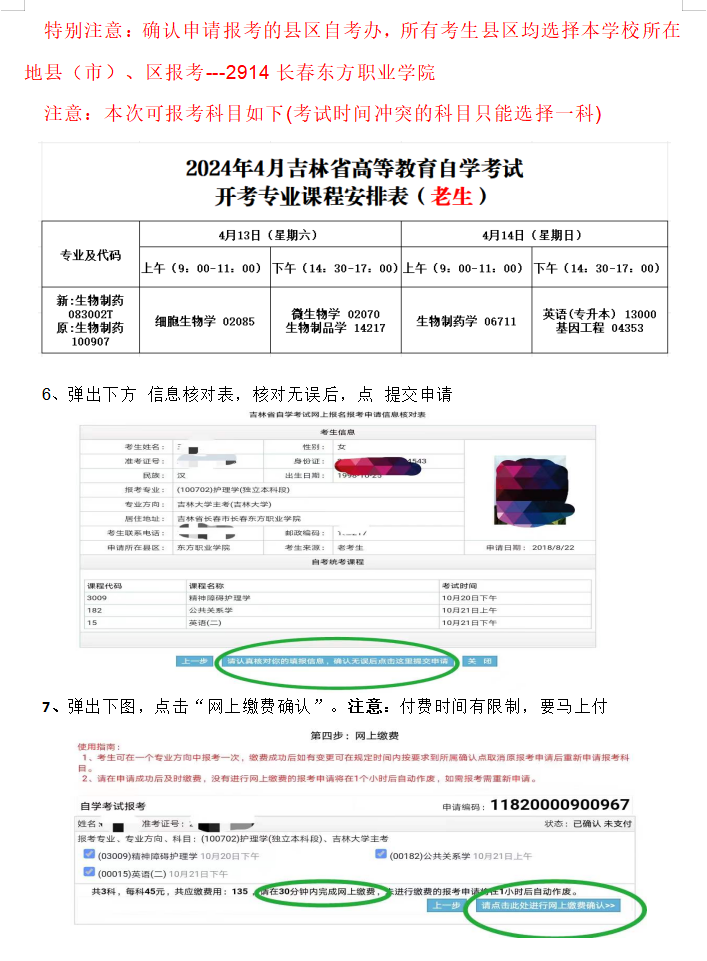 特别注意：确认申请报考的县区自考办，所有考生县区均选择本学校所在
地县（市）、区报考---2914 长春东方职业学院
注意：本次可报考科目如下(考试时间冲突的科目只能选择一科)
2024年4月吉林省高等教育自学考试
开考专业课程安排表（老生）
专业及代码
4月13日（星期六）
4月14日（星期日）
上午（9：00-11：00）
下午（14：30-17：00）
上午（9：00-11：00）
下午（14：30-17：00）
新:生物制药
083002T
原:生物制药
100907
细胞生物学 02085
微生物学 02070
生物制品学 14217
生物制药学 06711
英语(专升本) 13000
基因工程 04353
6、弹出下方 信息核对表，核对无误后，点 提交申请
吉林省自学考试网上报名报考申请信息核对表
考生信息
考生姓名：
性别： 女
准考证号：
身份证： 4543
民族： 汉
出生日期：
报考专业： (100702)护理学(独立本科段)
专业方向： 吉林大学主考(吉林大学)
居住地址： 吉林省长春市长春东方职业学院
考生联系电话：
邮政编码：
申请所在县区： 东方职业学院
考生来源： 老考生
申请日期： 2018/8/22
自考统考课程
课程代码 课程名称 考试时间
3009 精神障碍护理学 10月20日下午
182 公共关系学 10月21日上午
15 英语(二) 10月21日下午
上一步 请认真核对你的填报信息，确认无误后点击这里提交申请 关 闭
7、弹出下图，点击“网上缴费确认”。注意：付费时间有限制，要马上付
第四步：网上缴费
使用指南：
1、考生可在一个专业方向中报考一次，缴费成功后如有变更可在规定时间内按要求到所属确认点取消原报考申请后重新申请报考科
目。
2、请在申请成功后及时缴费，没有进行网上缴费的报考申请将在1个小时后自动作废，如需报考需重新申请。
自学考试报考 申请编码：11820000900967
姓名： 准考证号： 状态：已确认 未支付
报考专业、专业方向、科目：(100702)护理学(独立本科段)、吉林大学主考
(03009)精神障碍护理学 10月20日下午
(00182)公共关系学 10月21日上午
(00015)英语(二) 10月21日下午
共3科，每科45元，共应缴费用：135 请在30分钟内完成网上缴费，未进行缴费的报考申请将在1小时后自动作废。
上一步 请点击此处进行网上缴费确认>>